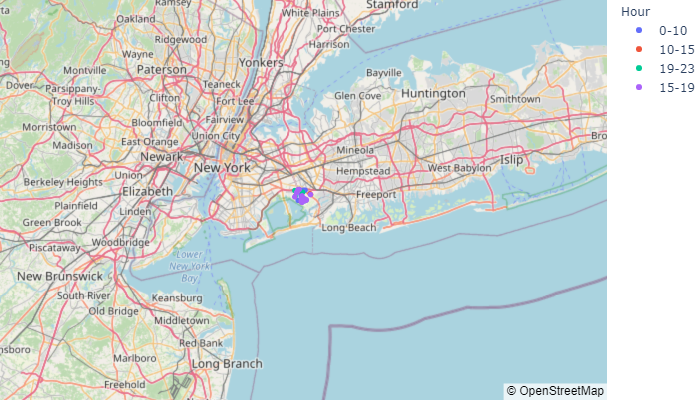 Ramsey
Oakland
Ridgewood
Wayne
Paterson
Montville
Dover
Parsippany-
Troy Hills
Clifton
Bloomfield
Morristown
Madison
East Orange
Newark
Union
Berkeley Heights
Elizabeth
Plainfield
Linden
Green Brook
Piscataway
Woodbridge
New Brunswick
South River
Old Bridge
Keansburg
Middletown
Red Bank
Marlboro
Long Branch
Freehold
nsboro
White Plains
Stamford
Port Chester
Harrison
Yonkers
Teaneck
Fort Lee
Fairview
Union City
New York
Bayville
Glen Cove
Huntington
Smithtown
Mineola
Hempstead
West Babylon
Islip
Bro
Freeport
Long Beach
Lower
New York
Bay
© OpenStreetMap
Hour
0-10
10-15
19-23
15-19